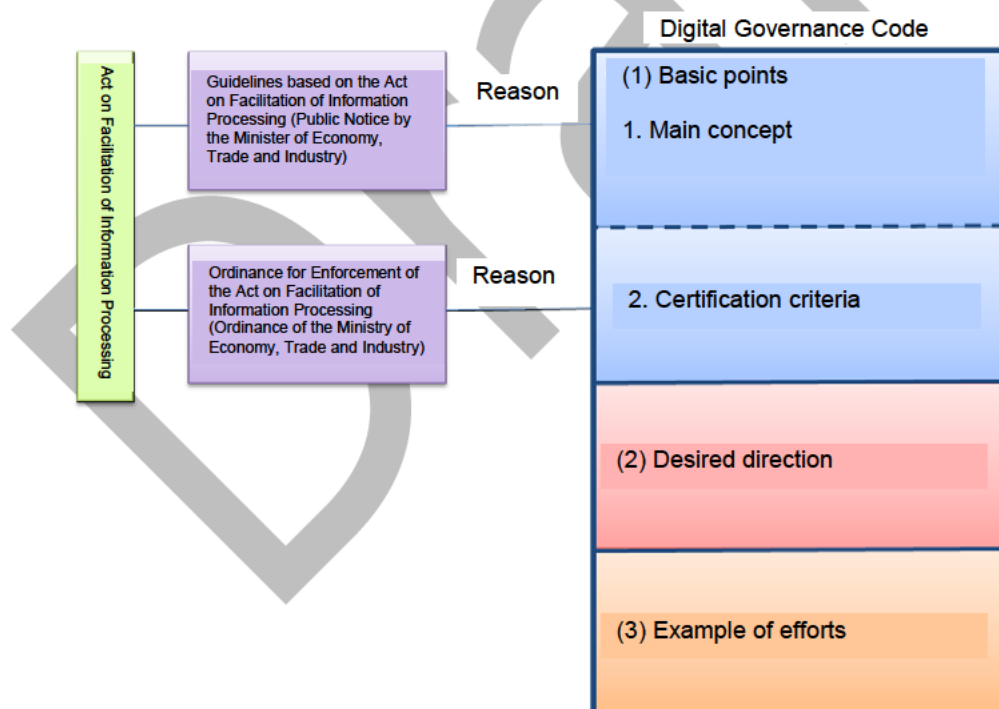 Digital Governance Code
Act on Facilitation of Information Processing
Guidelines based on the Act
on Facilitation of Information
Processing (Public Notice by
the Minister of Economy,
Trade and Industry)
Reason
(1) Basic points
1. Main concept
Ordinance for Enforcement of
the Act on Facilitation of
Information Processing
(Ordinance of the Ministry of
Economy, Trade and Industry)
Reason
2. Certification criteria
(2) Desired direction
(3) Example of efforts